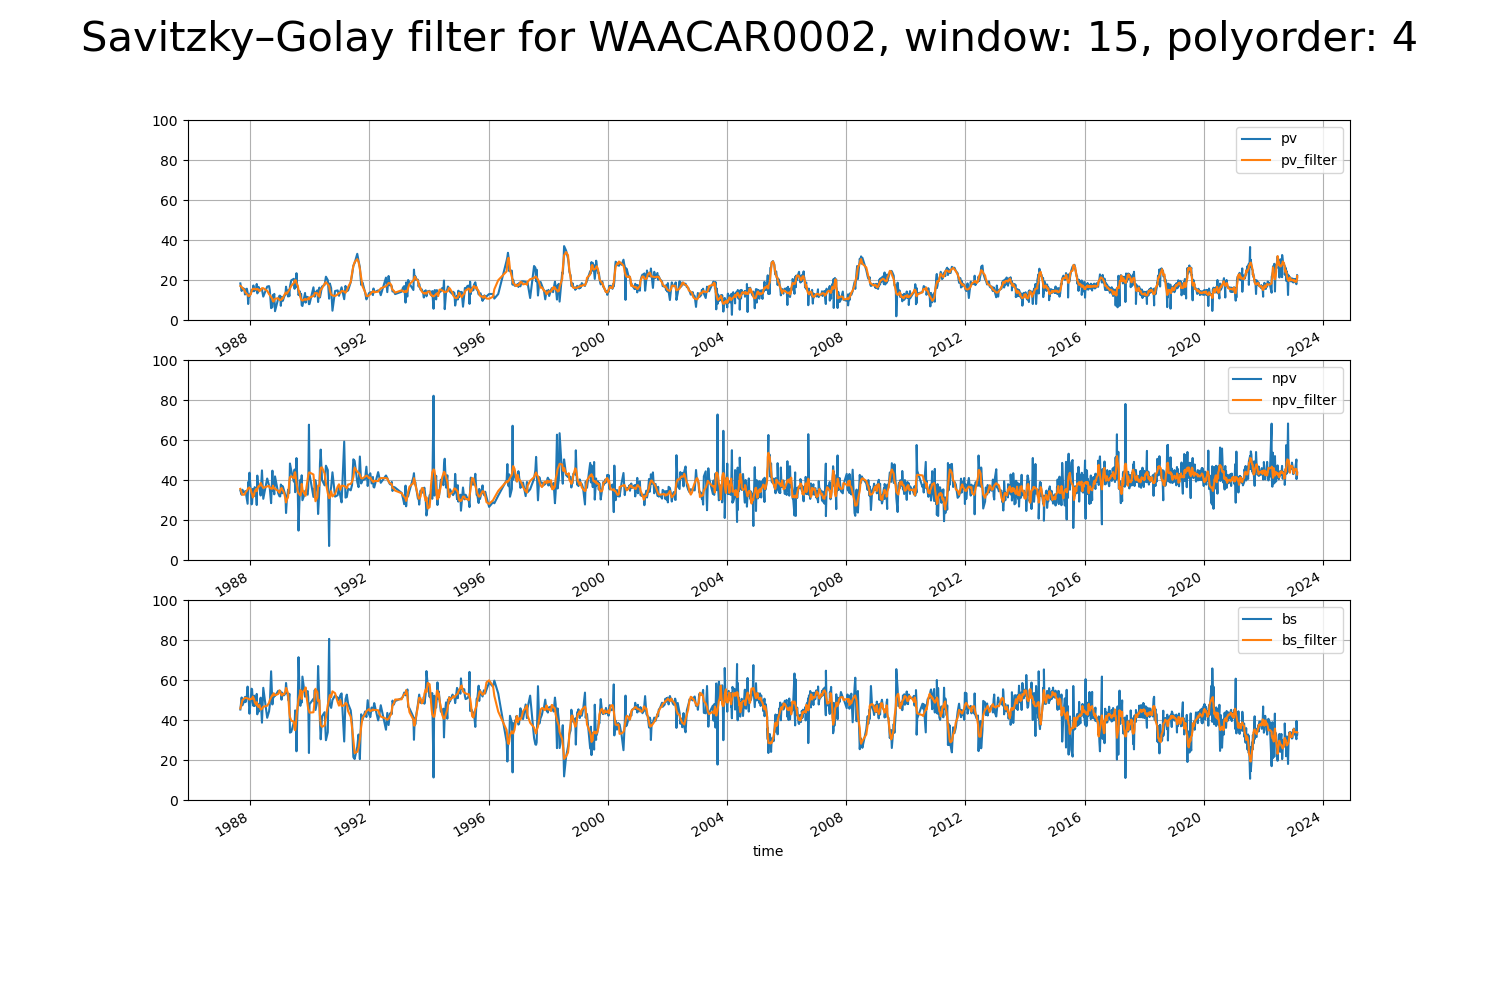 Savitzky–Golay filter for WAACAR0002, window: 15, polyorder: 4
100
80
60
40
20
0
pv
pv_filter
1988 1992 1996 2000 2004 2008 2012 2016 2020 2024
100
80
60
40
20
0
npv
npv_filter
1988 1992 1996 2000 2004 2008 2012 2016 2020 2024
100
80
60
40
20
0
bs
bs_filter
1988 1992 1996 2000 2004 2008 2012 2016 2020 2024
time